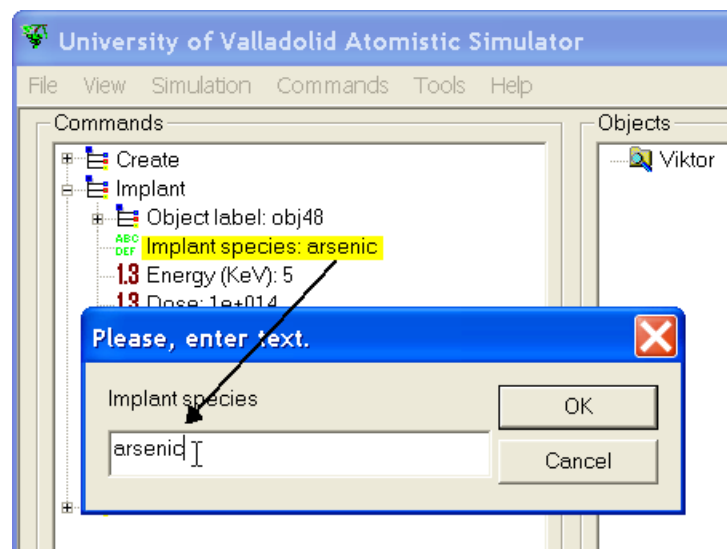 University of Valladolid Atomistic Simulator
File View Simulation Commands Tools Help
Commands
Objects
Create
Viktor
Implant
Object label: obj48
ABC
DEF
Implant species: arsenic
1.3 Energy (KeV): 5
1.3 Dose: 1e+014
Please, enter text.
Implant species
OK
arsenic
Cancel